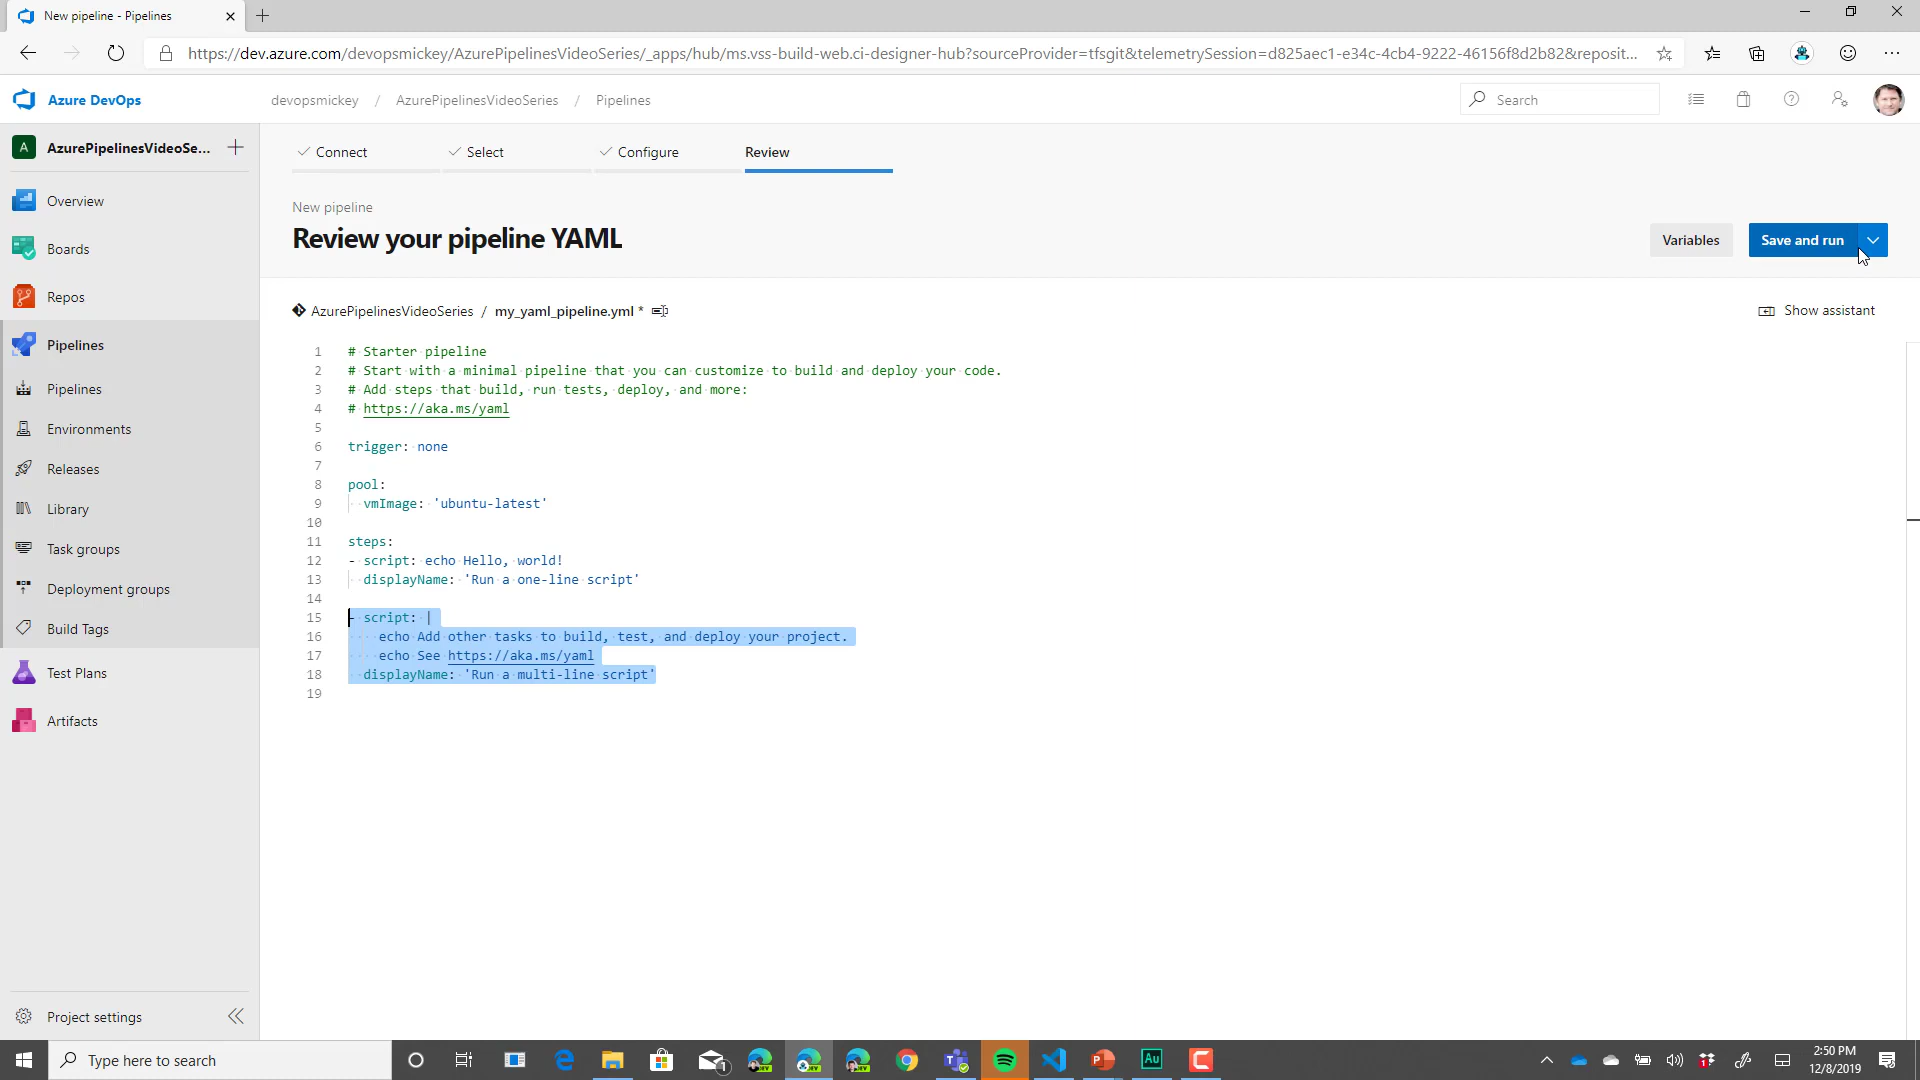 New pipeline - Pipelines
https://dev.azure.com/devopsmickey/AzurePipelinesVideoSeries/_apps/hub/ms.vss-build-web.ci-designer-hub?sourceProvider=tfsgit&telemetrySession=d825aec1-e34c-4cb4-9222-46156f8d2b82&reposit...
Azure DevOps
devopsmickey / AzurePipelinesVideoSeries / Pipelines
Search
A
AzurePipelinesVideoSe...
Overview
Boards
Repos
Pipelines
Pipelines
Environments
Releases
Library
Task groups
Deployment groups
Build Tags
Test Plans
Artifacts
Project settings
Connect
Select
Configure
Review
New pipeline
Review your pipeline YAML
Variables
Save and run
AzurePipelinesVideoSeries / my_yaml_pipeline.yml *
Show assistant
1 # Starter pipeline
2 # Start with a minimal pipeline that you can customize to build and deploy your code.
3 # Add steps that build, run tests, deploy, and more:
4 # https://aka.ms/yaml
5
6 trigger: none
7
8 pool:
9 vmImage: 'ubuntu-latest'
10
11 steps:
12 - script: echo Hello, world!
13 displayName: 'Run a one-line script'
14
15 - script: |
16 echo Add other tasks to build, test, and deploy your project.
17 echo See https://aka.ms/yaml
18 displayName: 'Run a multi-line script'
19
Type here to search
1
DEV
DEV
DEV
Au
2:50 PM
12/8/2019